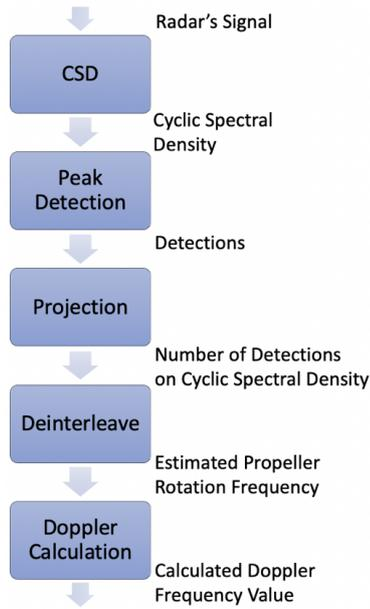 Radar's Signal
CSD
Cyclic Spectral
Density
Peak
Detection
Detections
Projection
Number of Detections
on Cyclic Spectral Density
Deinterleave
Estimated Propeller
Rotation Frequency
Doppler
Calculation
Calculated Doppler
Frequency Value